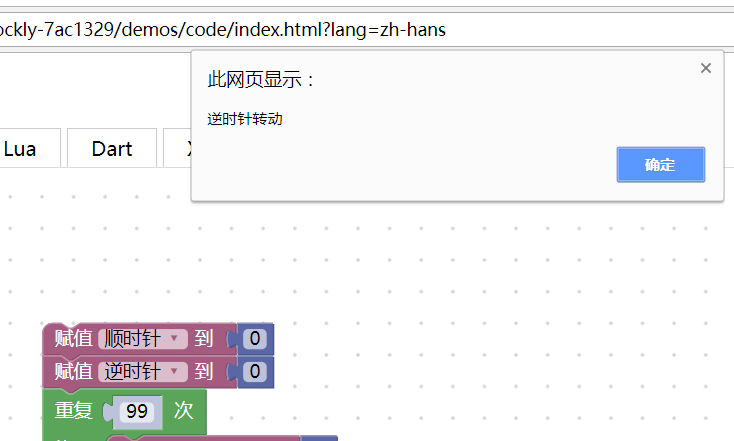 ockly-7ac1329/demos/code/index.html?lang=zh-hans
此网页显示：
逆时针转动
确定
Lua
Dart
赋值 顺时针 到 0
赋值 逆时针 到 0
重复 99 次